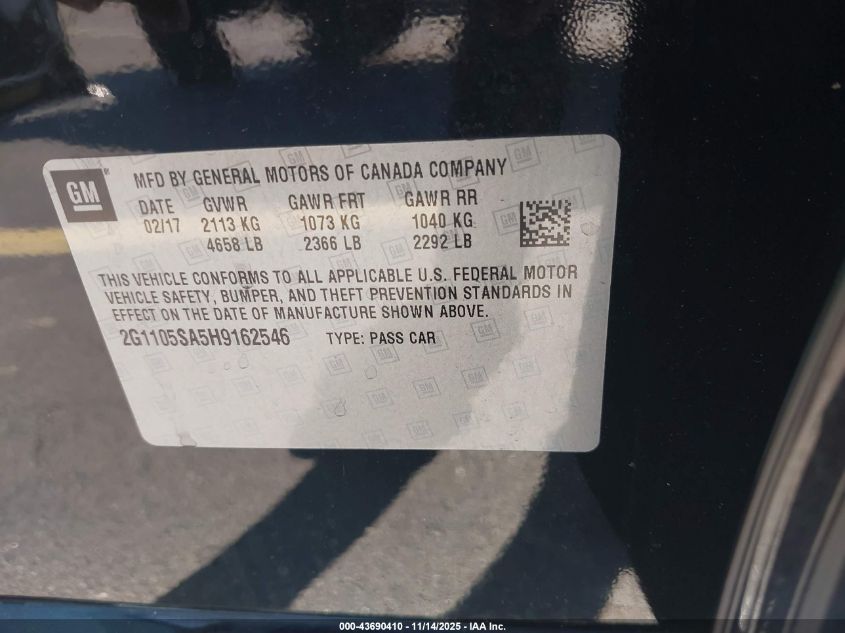 GM
MFD BY GENERAL MOTORS OF CANADA COMPANY
DATE GVWR GAWR FRT GAWR RR
02/17 2113 KG 1073 KG 1040 KG
4658 LB 2366 LB 2292 LB
THIS VEHICLE CONFORMS TO ALL APPLICABLE U.S. FEDERAL MOTOR
VEHICLE SAFETY, BUMPER, AND THEFT PREVENTION STANDARDS IN
EFFECT ON THE DATE OF MANUFACTURE SHOWN ABOVE.
2G1105SA5H9162546 TYPE: PASS CAR
000-43690410 - 11/14/2025 - IAA Inc.